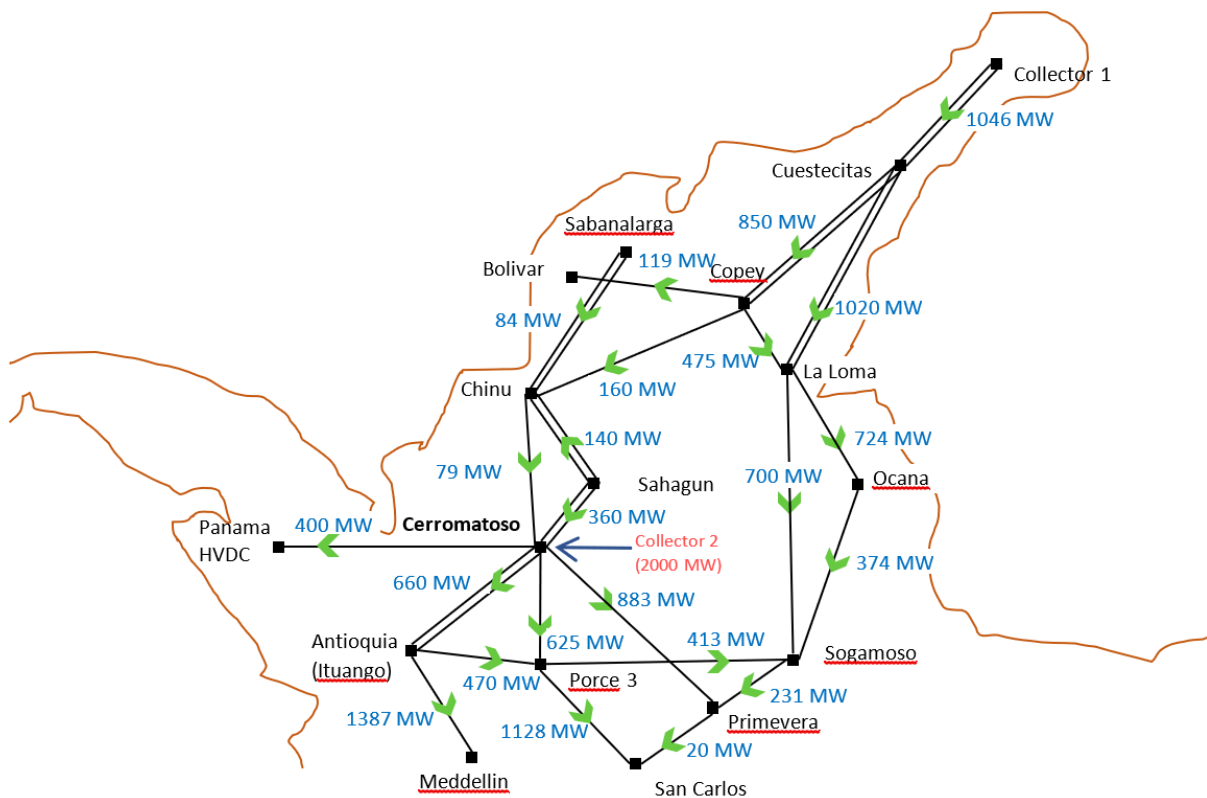 Collector 1
1046 MW
Cuestecitas
850 MW
Sabanalarga
119 MW
Copey
Bolivar
84 MW
1020 MW
475 MW
La Loma
160 MW
Chinu
140 MW
724 MW
79 MW
Sahagun
700 MW
Ocana
Cerromatoso
360 MW
400 MW
Panama
HVDC
Collector 2
(2000 MW)
374 MW
660 MW
883 MW
Antioquia
(Ituango)
625 MW
413 MW
Sogamoso
470 MW
Porce 3
231 MW
1387 MW
1128 MW
Primevera
20 MW
Meddellin
San Carlos